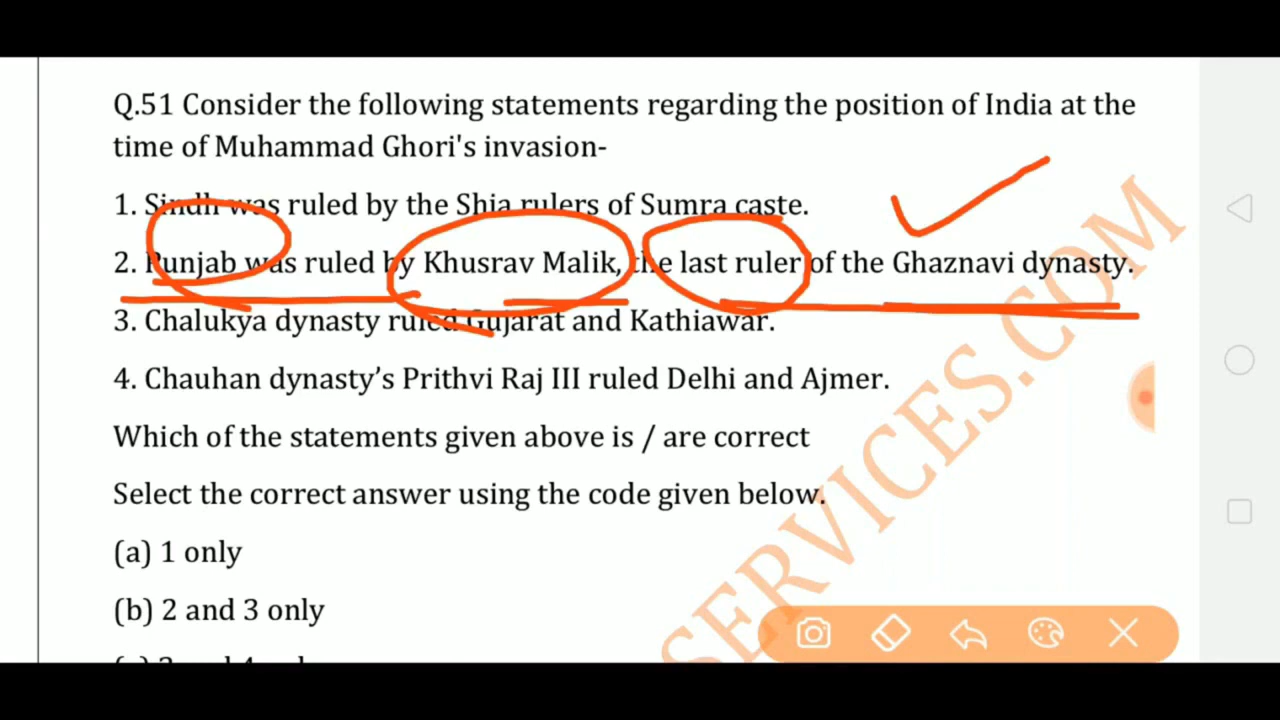 Q.51 Consider the following statements regarding the position of India at the
time of Muhammad Ghori's invasion-
1. Sindh was ruled by the Shia rulers of Sumra caste.
2. Punjab was ruled by Khusrav Malik, the last ruler of the Ghaznavi dynasty.
3. Chalukya dynasty ruled Gujarat and Kathiawar.
4. Chauhan dynasty’s Prithvi Raj III ruled Delhi and Ajmer.
Which of the statements given above is / are correct
Select the correct answer using the code given below.
(a) 1 only
(b) 2 and 3 only
SERVICES.COM